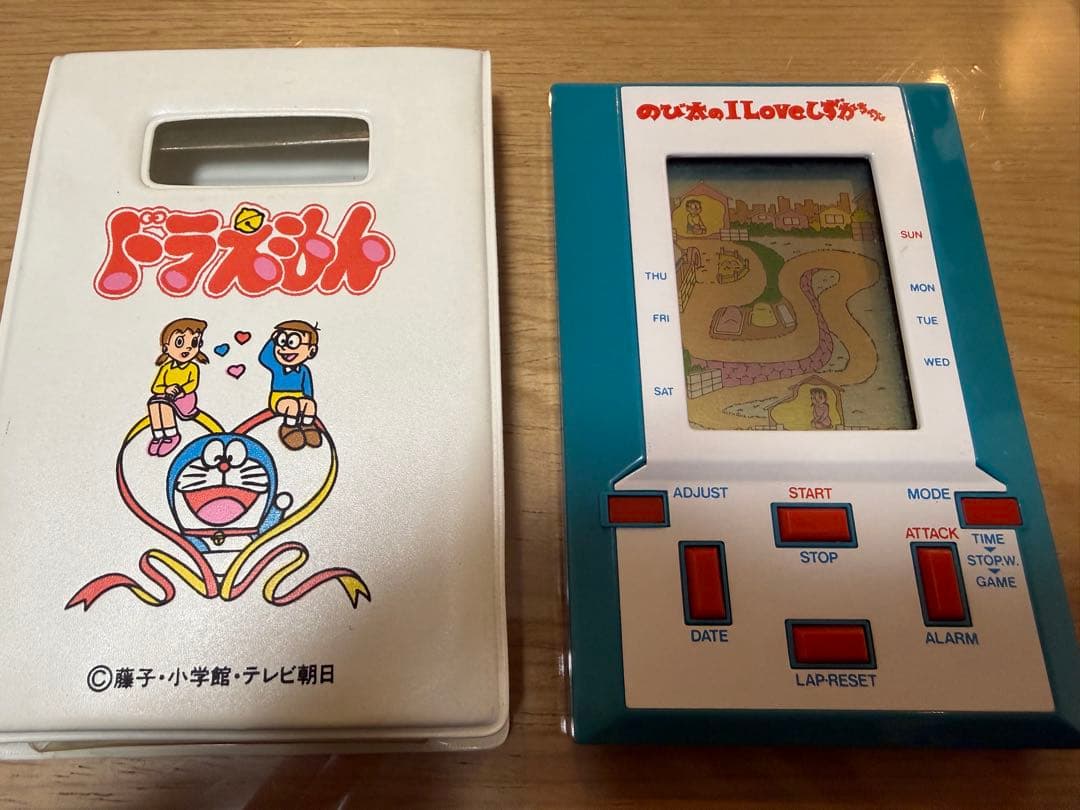 ドラえもん
©藤子・小学館・テレビ朝日
のび太のI Loveしずかちゃん
SUN
THU
MON
FRI
TUE
WED
SAT
ADJUST
START
MODE
STOP
ATTACK
TIME
STOP.W.
GAME
DATE
ALARM
LAP·RESET